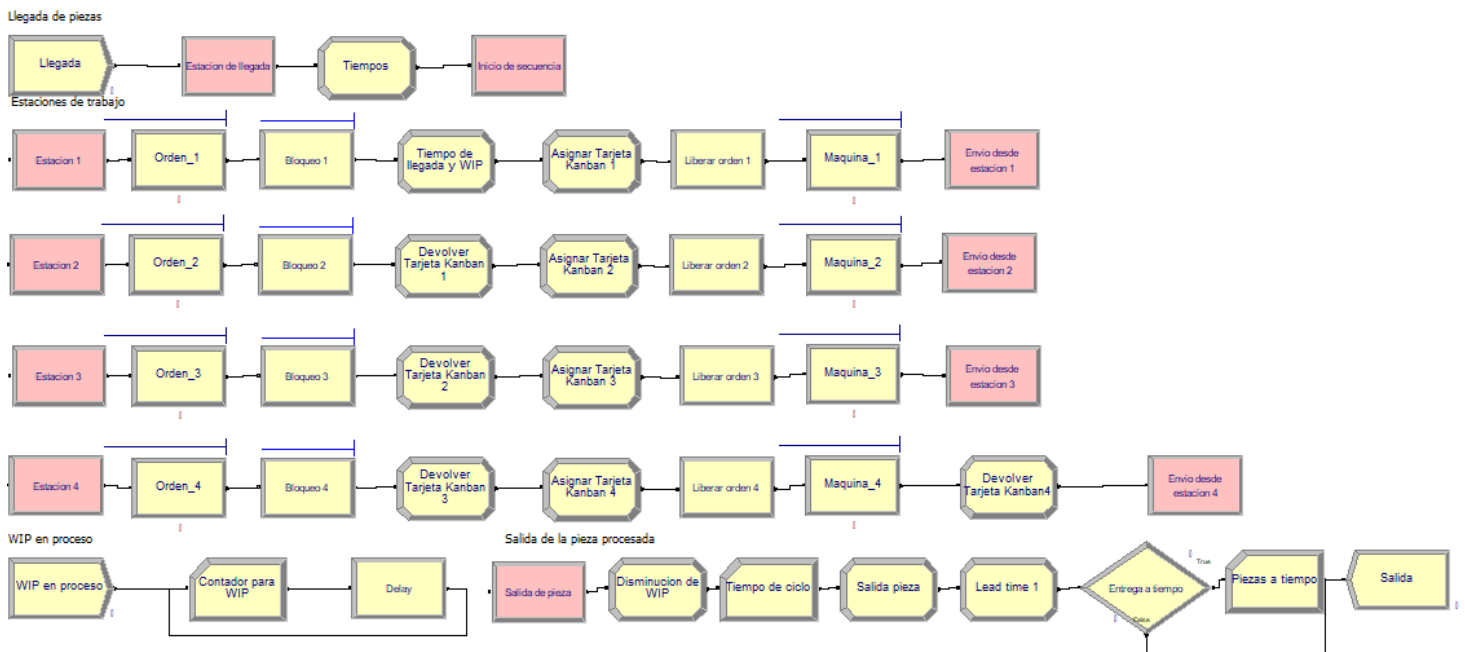 Llegada de piezas
Llegada
Estacion de llegada
Tiempos
Inicio de secuencia
Estaciones de trabajo
Estacion 1
Orden_1
Bloqueo 1
Tiempo de
llegada y WIP
Asignar Tarjeta
Kanban 1
Liberar orden 1
Maquina_1
Envio desde
estacion 1
Estacion 2
Orden_2
Bloqueo 2
Devolver
Tarjeta Kanban
1
Asignar Tarjeta
Kanban 2
Liberar orden 2
Maquina_2
Envio desde
estacion 2
Estacion 3
Orden_3
Bloqueo 3
Devolver
Tarjeta Kanban
2
Asignar Tarjeta
Kanban 3
Liberar orden 3
Maquina_3
Envio desde
estacion 3
Estacion 4
Orden_4
Bloqueo 4
Devolver
Tarjeta Kanban
3
Asignar Tarjeta
Kanban 4
Liberar orden 4
Maquina_4
Devolver
Tarjeta Kanban4
Envio desde
estacion 4
WIP en proceso
WIP en proceso
Contador para
WIP
Delay
Salida de la pieza procesada
Salida de pieza
Disminucion de
WIP
Tiempo de ciclo
Salida pieza
Lead time 1
Entrega a tiempo
True
False
Piezas a tiempo
Salida